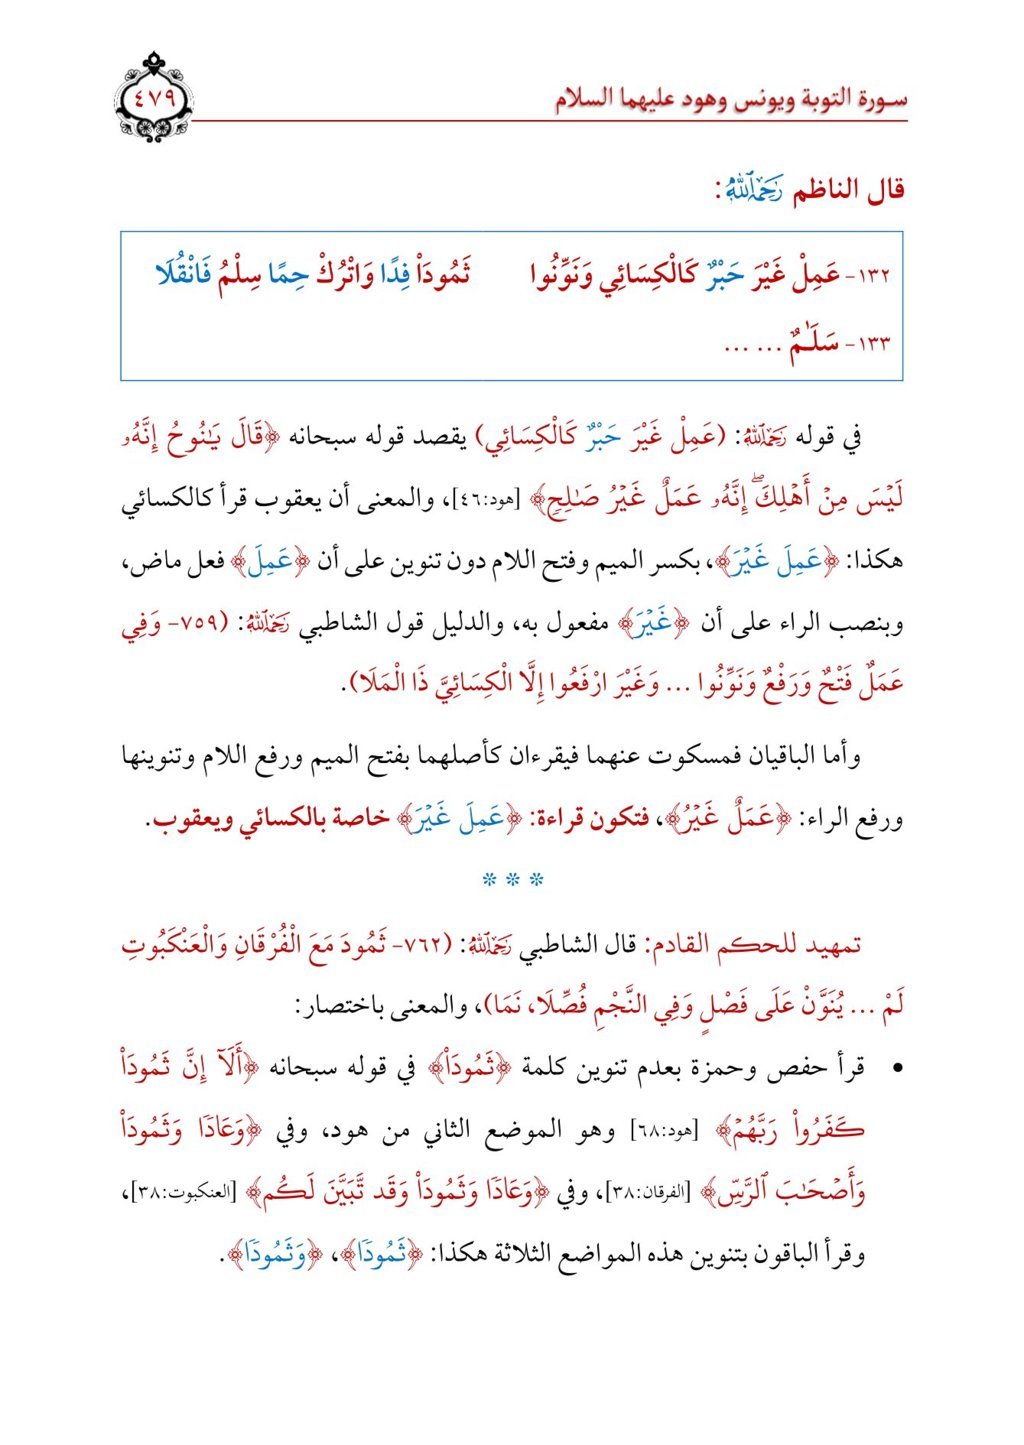 سورة التوبة ويونس وهود عليهما السلام
٤٧٩
قال الناظم رَحِمَهُ ٱللَّهُ:
١٣٢- عَمِلْ غَيْرَ حَبْرٌ كَالْكِسَائِي وَنَوِّنُوا ثَمُودَاْ فِدًا وَاتْرُكْ حِمًا سِلْمُ فَانْقُلَا
١٣٣- سَلَـٰمٌ ... ...
في قوله رَحِمَهُ ٱللَّهُ: (عَمِلْ غَيْرَ حَبْرٌ كَالْكِسَائِي) يقصد قوله سبحانه ﴿قَالَ يَـٰنُوحُ إِنَّهُۥ
لَيْسَ مِنْ أَهْلِكَۖ إِنَّهُۥ عَمَلٌ غَيْرُ صَـٰلِحٖ﴾ [هود:٤٦]، والمعنى أن يعقوب قرأ كالكسائي
هكذا: ﴿عَمِلَ غَيْرَ﴾، بكسر الميم وفتح اللام دون تنوين على أن ﴿عَمِلَ﴾ فعل ماض،
وبنصب الراء على أن ﴿غَيْرَ﴾ مفعول به، والدليل قول الشاطبي رَحِمَهُ ٱللَّهُ: (٧٥٩- وَفِي
عَمَلٌ فَتْحٌ وَرَفْعٌ وَنَوِّنُوا ... وَغَيْرَ ارْفَعُوا إِلَّا الْكِسَائِيَّ ذَا الْمَلَا).
وأما الباقيان فمسكوت عنهما فيقرءان كأصلهما بفتح الميم ورفع اللام وتنوينها
ورفع الراء: ﴿عَمَلٌ غَيْرُ﴾، فتكون قراءة: ﴿عَمِلَ غَيْرَ﴾ خاصة بالكسائي ويعقوب.
* * *
تمهيد للحكم القادم: قال الشاطبي رَحِمَهُ ٱللَّهُ: (٧٦٢- ثَمُودَ مَعَ الْفُرْقَانِ وَالْعَنْكَبُوتِ
لَمْ ... يُنَوَّنْ عَلَى فَصْلٍ وَفِي النَّجْمِ فُصِّلَا، نَمَا)، والمعنى باختصار:
• قرأ حفص وحمزة بعدم تنوين كلمة ﴿ثَمُودَاْ﴾ في قوله سبحانه ﴿أَلَآ إِنَّ ثَمُودَاْ
كَفَرُواْ رَبَّهُمْ﴾ [هود:٦٨] وهو الموضع الثاني من هود، وفي ﴿وَعَادٗا وَثَمُودَاْ
وَأَصْحَـٰبَ ٱلرَّسِّ﴾ [الفرقان:٣٨]، وفي ﴿وَعَادٗا وَثَمُودَاْ وَقَد تَّبَيَّنَ لَكُم﴾ [العنكبوت:٣٨]،
وقرأ الباقون بتنوين هذه المواضع الثلاثة هكذا: ﴿ثَمُودٗا﴾، ﴿وَثَمُودٗا﴾.